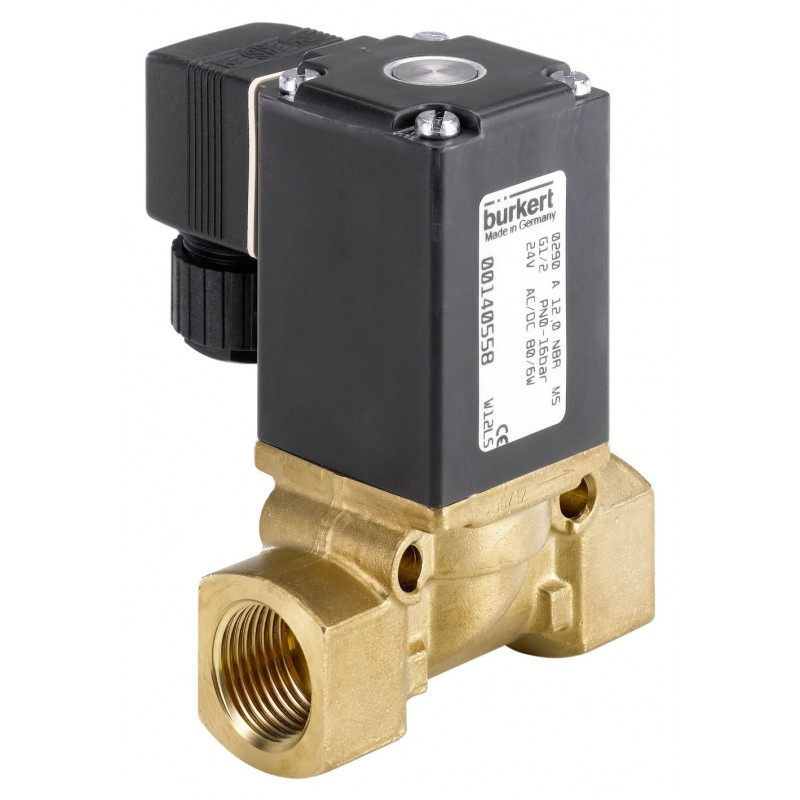 bürkert
Made in Germany
0290 A 12,0 NBR MS
G1/2 PN0-16bar
24V AC/DC 80/6W
00140558 W12LS
CE